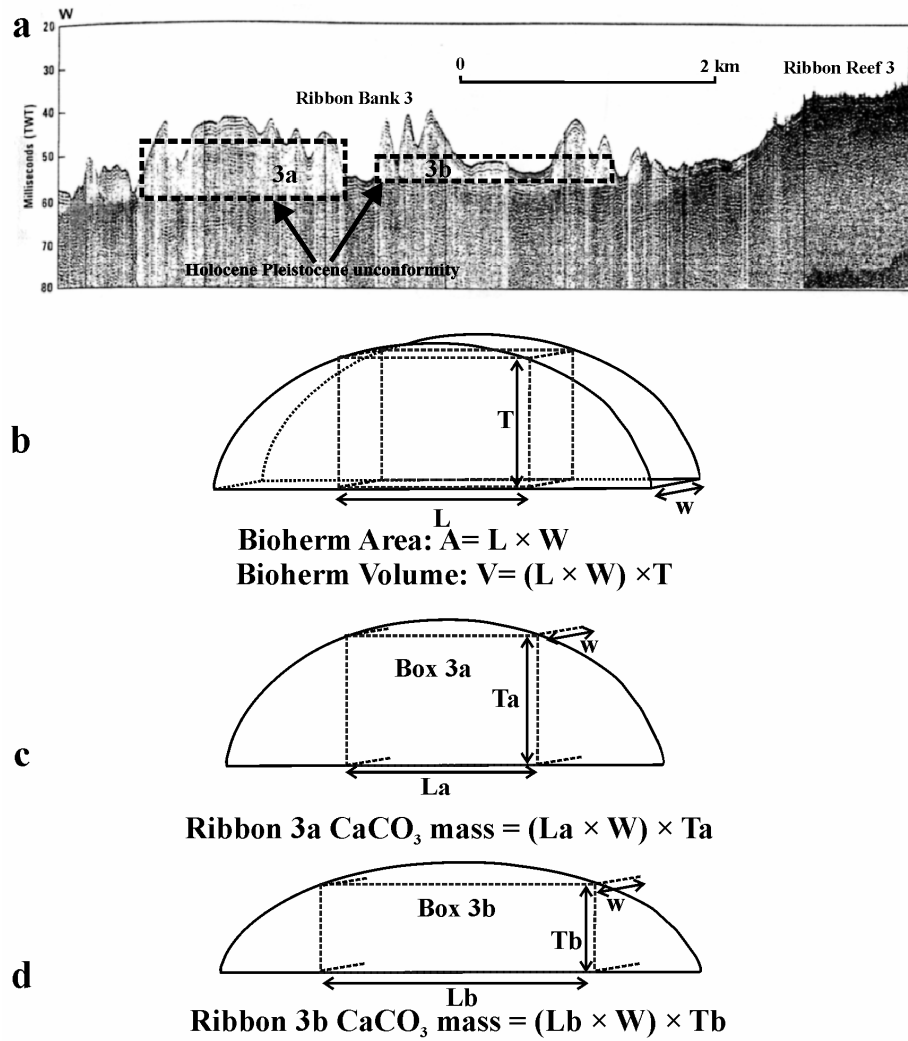 a
W
20
30
40
50
60
70
80
Milliseconds (TWT)
0
2 km
Ribbon Reef 3
Ribbon Bank 3
3a
3b
Holocene Pleistocene unconformity
b
T
L
w
Bioherm Area: A= L × W
Bioherm Volume: V= (L × W) ×T
c
Box 3a
w
Ta
La
Ribbon 3a CaCO₃ mass = (La × W) × Ta
d
Box 3b
w
Tb
Lb
Ribbon 3b CaCO₃ mass = (Lb × W) × Tb